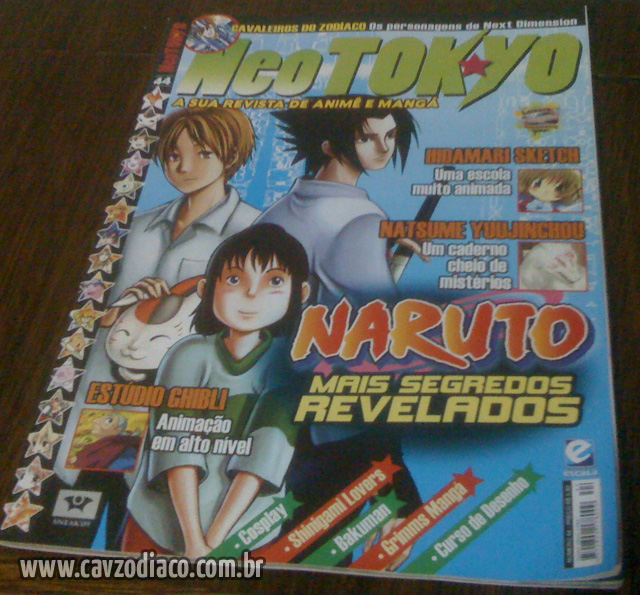 CAVALEIROS DO ZODÍACO Os personagens de Next Dimension
NeoTOKYO
A SUA REVISTA DE ANIMÊ E MANGÁ
44
HIDAMARI SKETCH
Uma escola
muito animada
NATSUME YUUJINCHOU
Um caderno
cheio de
mistérios
NARUTO
MAIS SEGREDOS
REVELADOS
ESTÚDIO GHIBLI
Animação
em alto nível
• Cosplay
• Shinigami Lovers
• Bakuman
• Grimms Mangá
• Curso de Desenho
e
escala
www.cavzodiaco.com.br